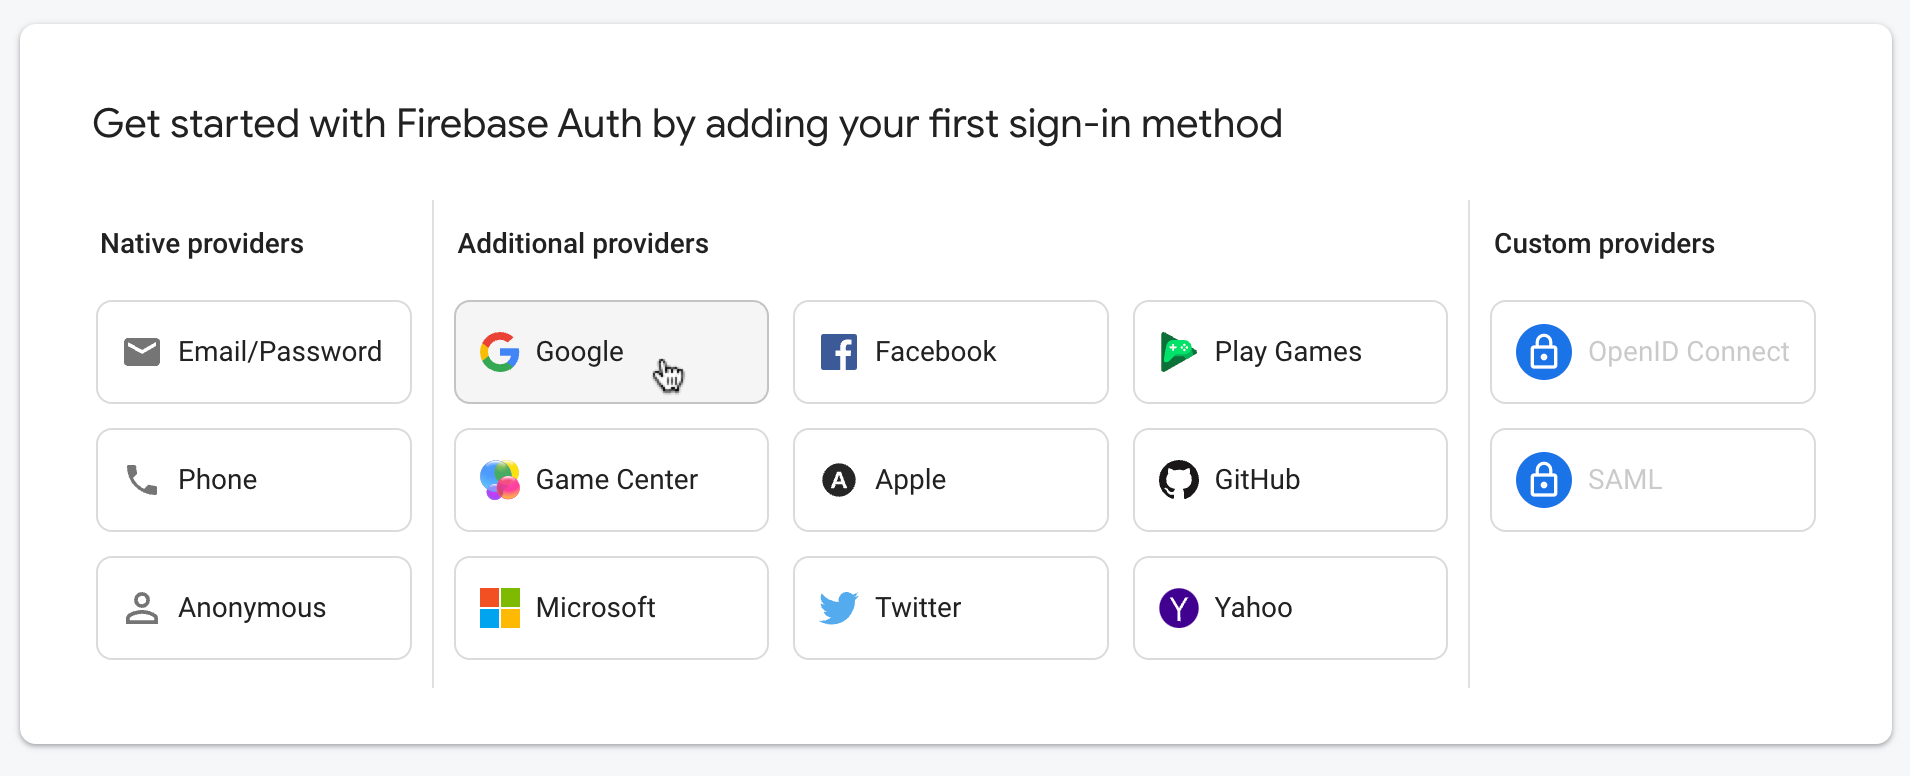 Get started with Firebase Auth by adding your first sign-in method
Native providers
Email/Password
Phone
Anonymous
Additional providers
Google
Facebook
Play Games
Game Center
A
Apple
GitHub
Microsoft
Twitter
Y
Yahoo
Custom providers
OpenID Connect
SAML